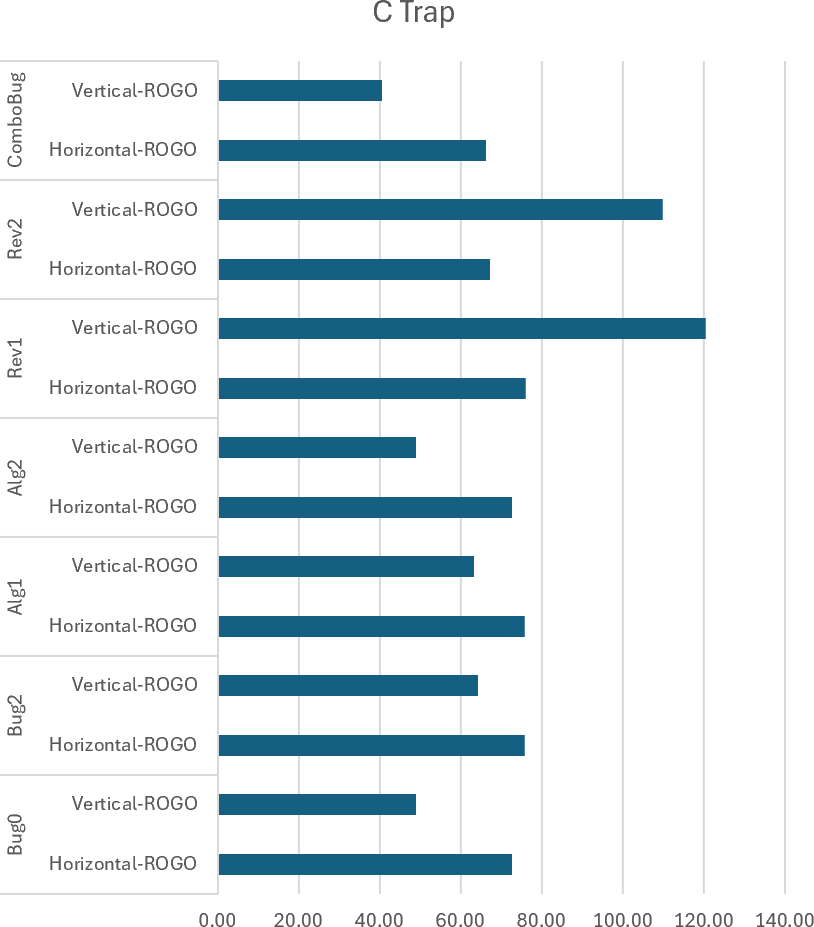 C Trap
ComboBug
Vertical-ROGO
Horizontal-ROGO
Rev2
Vertical-ROGO
Horizontal-ROGO
Rev1
Vertical-ROGO
Horizontal-ROGO
Alg2
Vertical-ROGO
Horizontal-ROGO
Alg1
Vertical-ROGO
Horizontal-ROGO
Bug2
Vertical-ROGO
Horizontal-ROGO
Bug0
Vertical-ROGO
Horizontal-ROGO
0.00 20.00 40.00 60.00 80.00 100.00 120.00 140.00